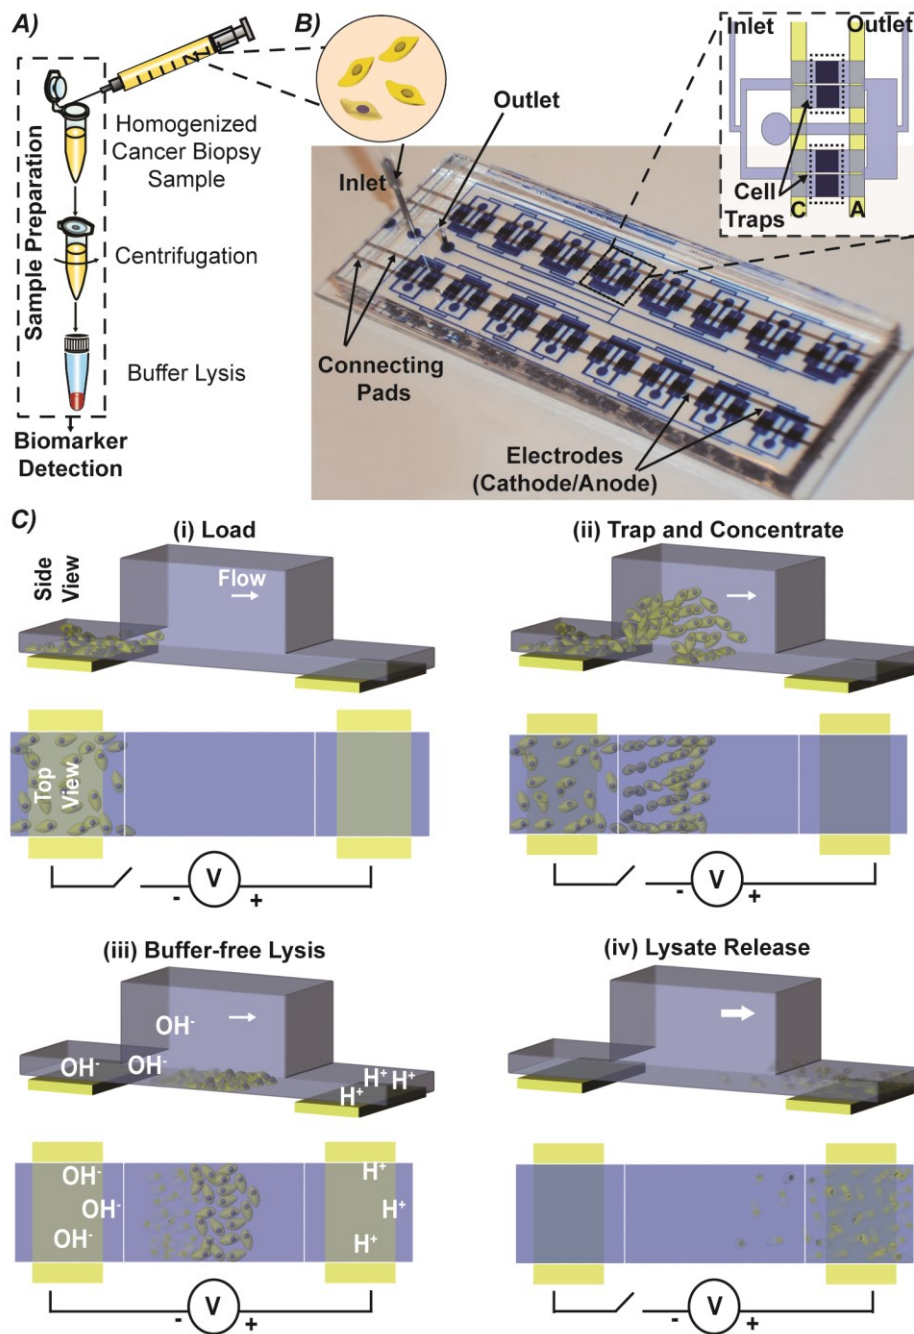 A)
Sample Preparation
Homogenized
Cancer Biopsy
Sample
Centrifugation
Buffer Lysis
Biomarker
Detection
B)
Outlet
Inlet
Connecting
Pads
Electrodes
(Cathode/Anode)
Inlet
Outlet
Cell
Traps
C
A
C)
(i) Load
Side
View
Flow
Top
View
V
-
+
(ii) Trap and Concentrate
V
-
+
(iii) Buffer-free Lysis
OH-
OH-
OH-
H+
H+
H+
OH-
OH-
OH-
H+
H+
H+
V
-
+
(iv) Lysate Release
V
-
+